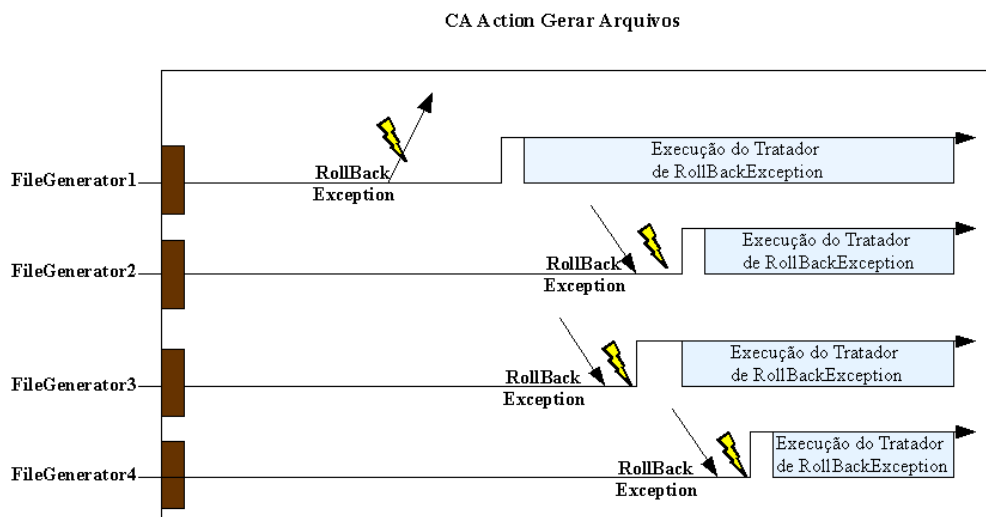 CA Action Gerar Arquivos
FileGenerator1
RollBack
Exception
Execução do Tratador
de RollBackException
FileGenerator2
RollBack
Exception
Execução do Tratador
de RollBackException
FileGenerator3
RollBack
Exception
Execução do Tratador
de RollBackException
FileGenerator4
RollBack
Exception
Execução do Tratador
de RollBackException